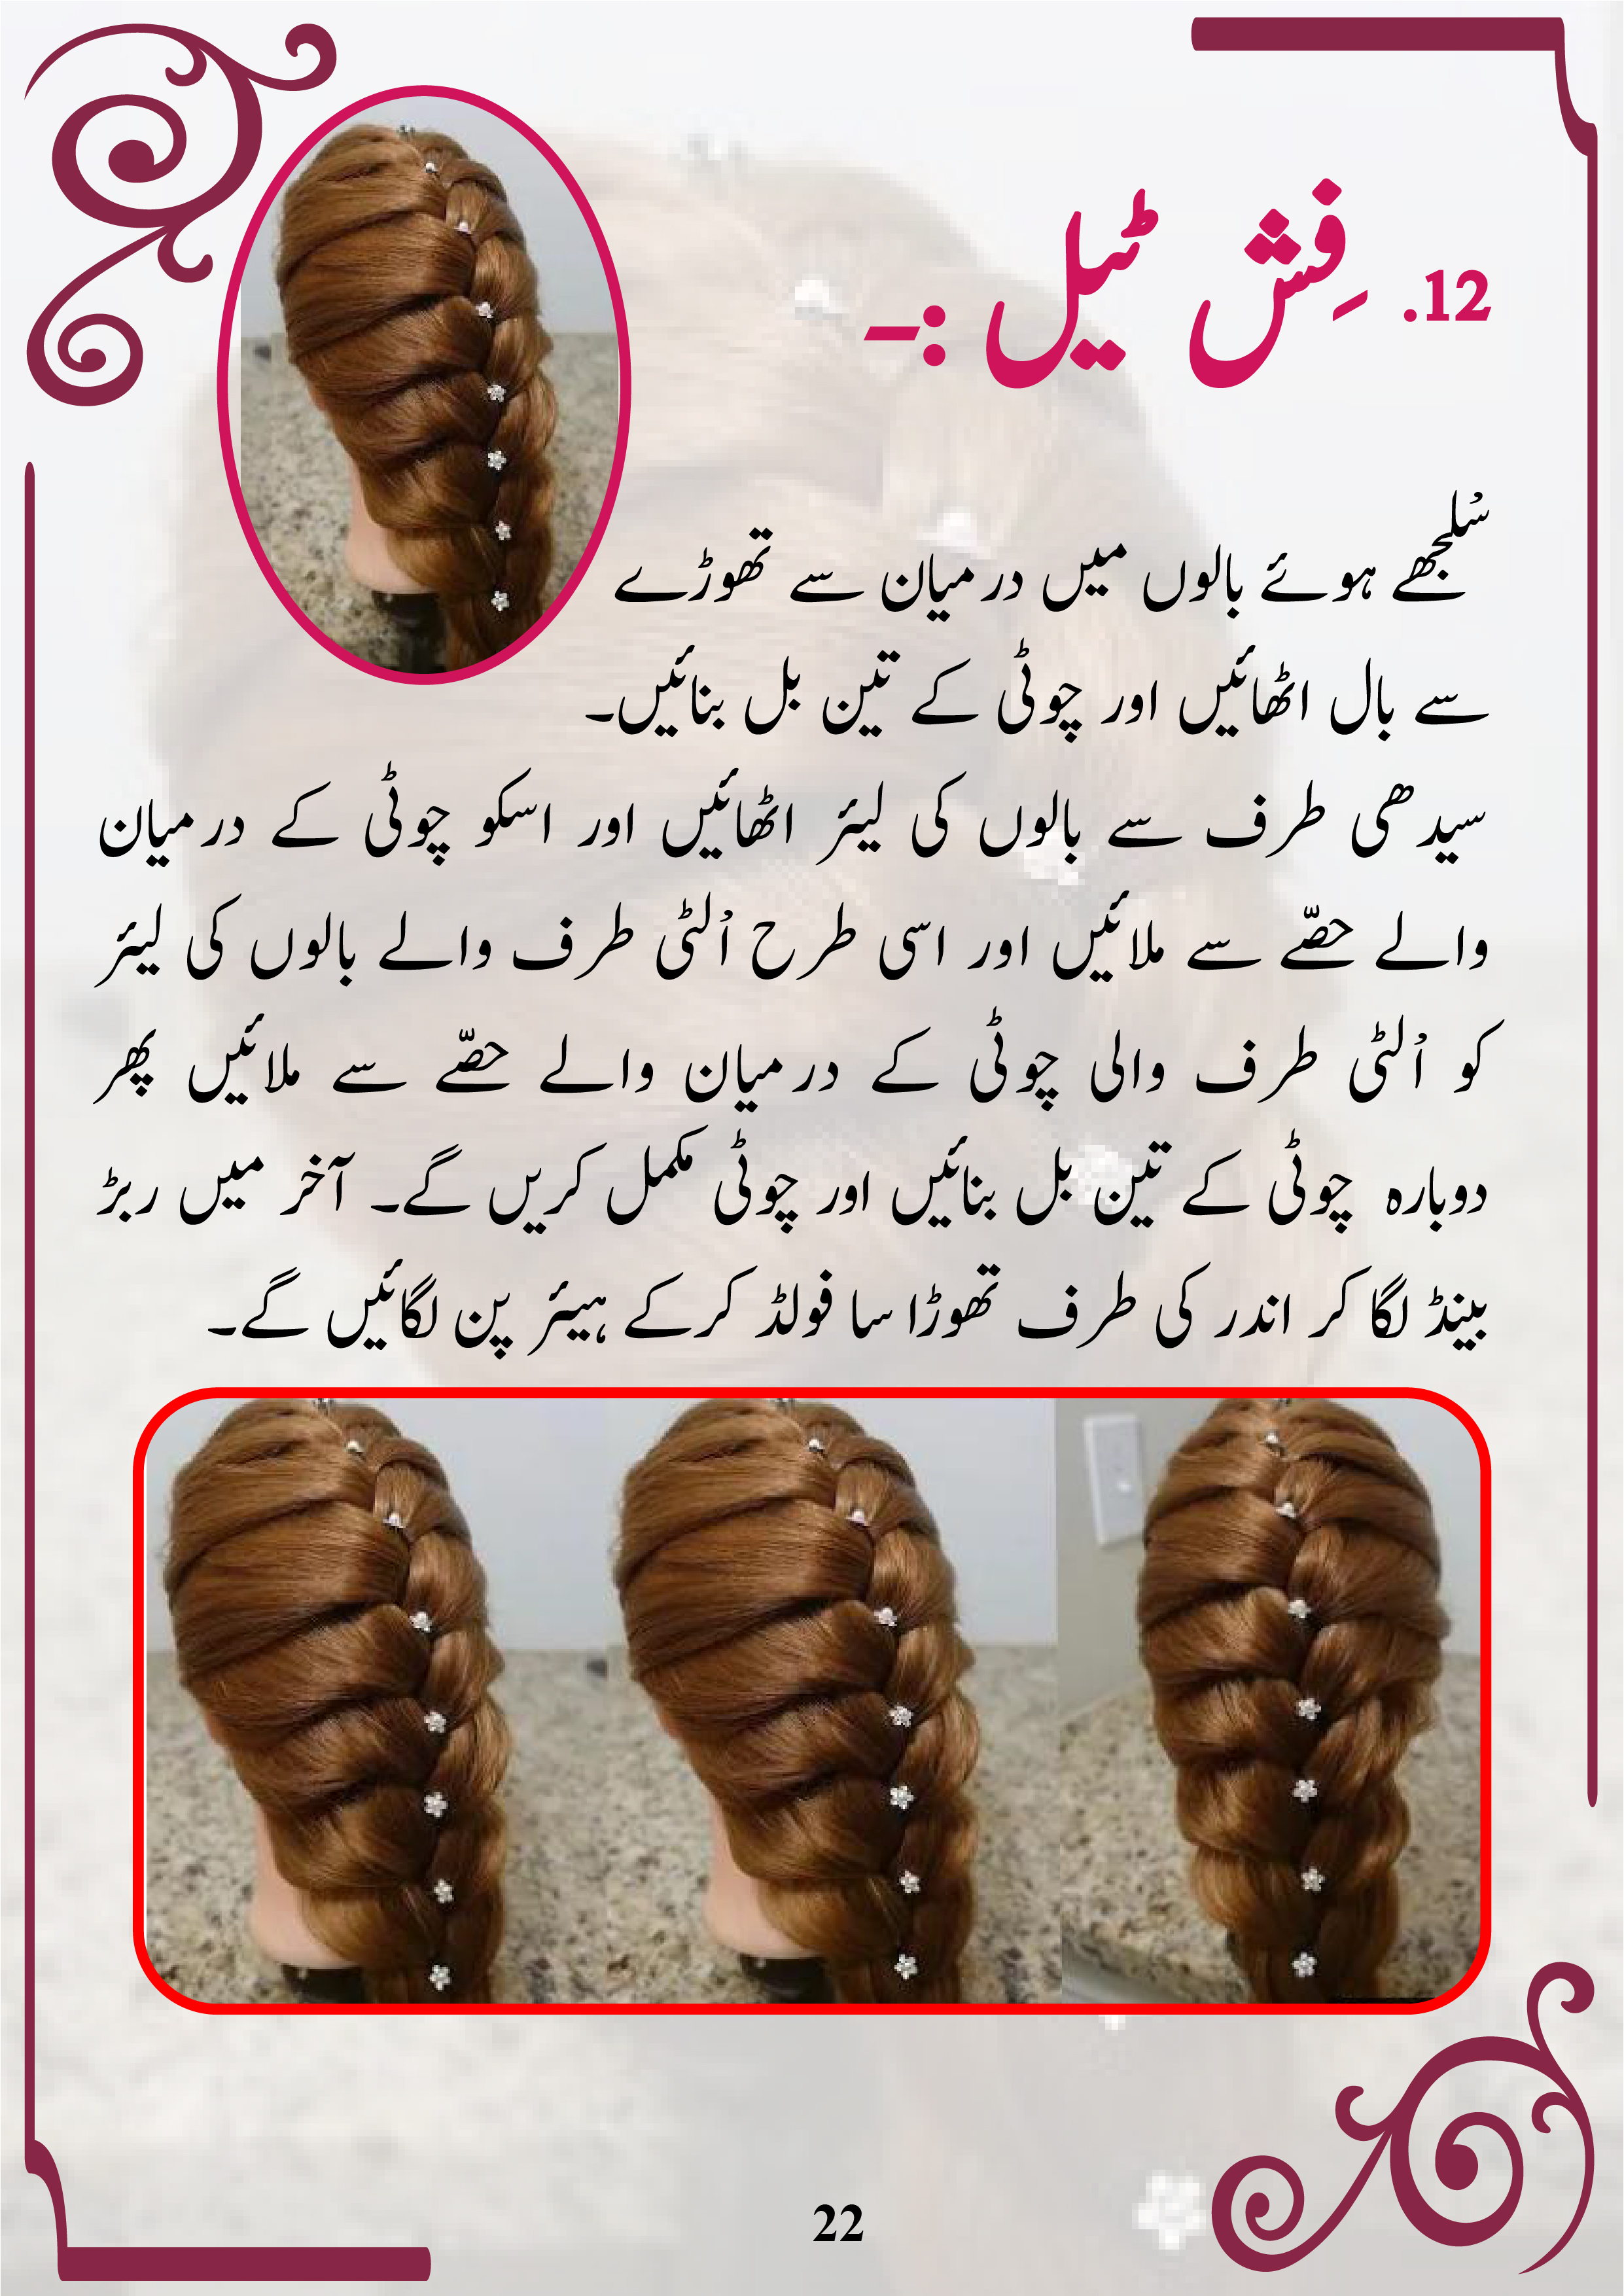 12. فِش ٹیل :۔
سُلجھے ہوئے بالوں میں درمیان سے تھوڑے
سے بال اٹھائیں اور چوٹی کے تین بل بنائیں۔
سیدھی طرف سے بالوں کی لیئر اٹھائیں اور اسکو چوٹی کے درمیان
والے حصّے سے ملائیں اور اسی طرح اُلٹی طرف والے بالوں کی لیئر
کو اُلٹی طرف والی چوٹی کے درمیان والے حصّے سے ملائیں پھر
دوبارہ چوٹی کے تین بل بنائیں اور چوٹی مکمل کریں گے۔ آخر میں ربڑ
بینڈ لگا کر اندر کی طرف تھوڑا سا فولڈ کرکے ہیئر پن لگائیں گے۔
22